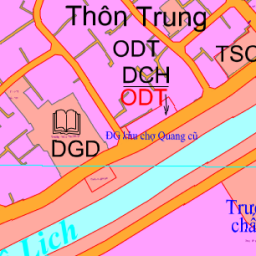 Thôn Trung
ODT
TSC
DCH
ODT
ĐG khu chợ Quang cũ
DGD
Trư
châ
Lịch